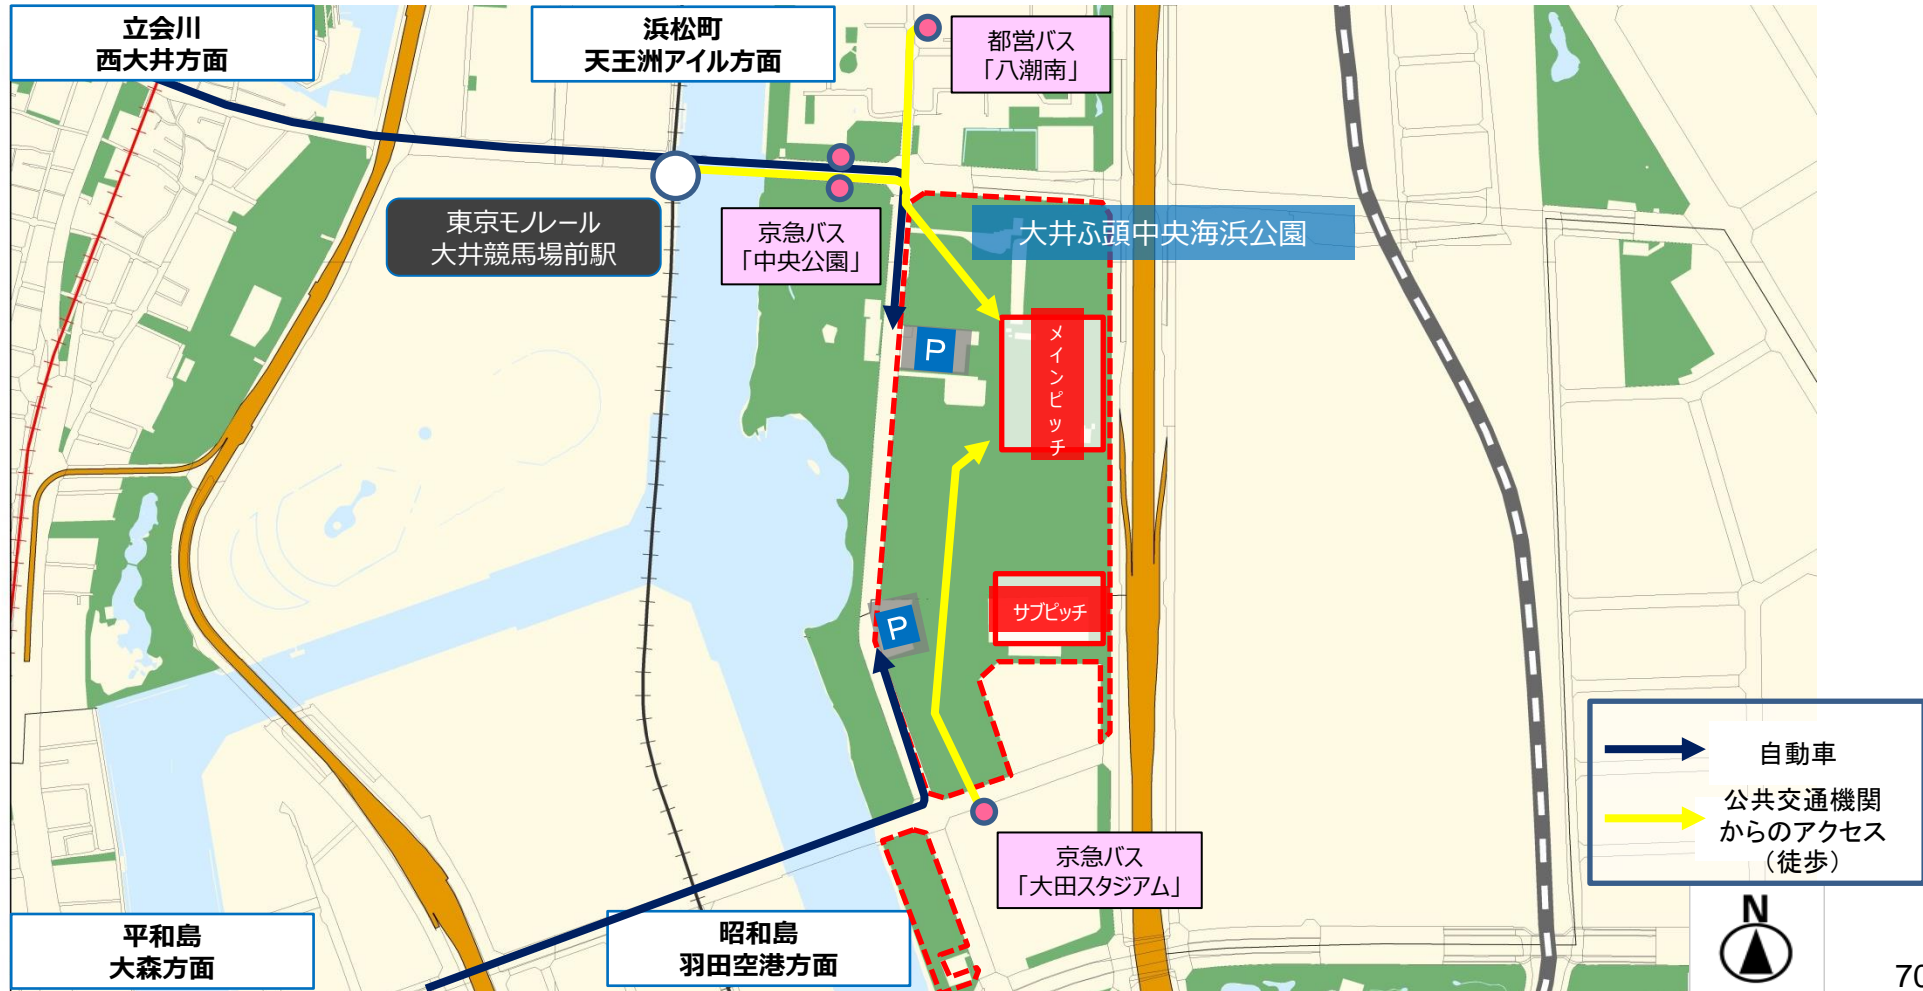 立会川
西大井方面
浜松町
天王洲アイル方面
都営バス
「八潮南」
東京モノレール
大井競馬場前駅
京急バス
「中央公園」
大井ふ頭中央海浜公園
P
メインピッチ
P
サブピッチ
自動車
公共交通機関
からのアクセス
（徒歩）
京急バス
「大田スタジアム」
平和島
大森方面
昭和島
羽田空港方面
N
70